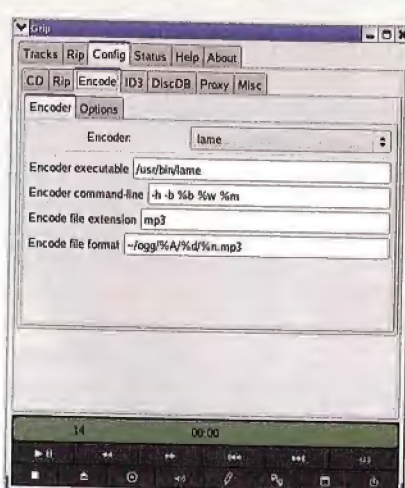 Grip
Tracks Rip Config Status Help About
CD Rip Encode ID3 DiscDB Proxy Misc
Encoder Options
Encoder: lame
Encoder executable /usr/bin/lame
Encoder command-line -h -b %b %w %m
Encode file extension mp3
Encode file format ~/ogg/%A/%d/%n.mp3
14 00:00